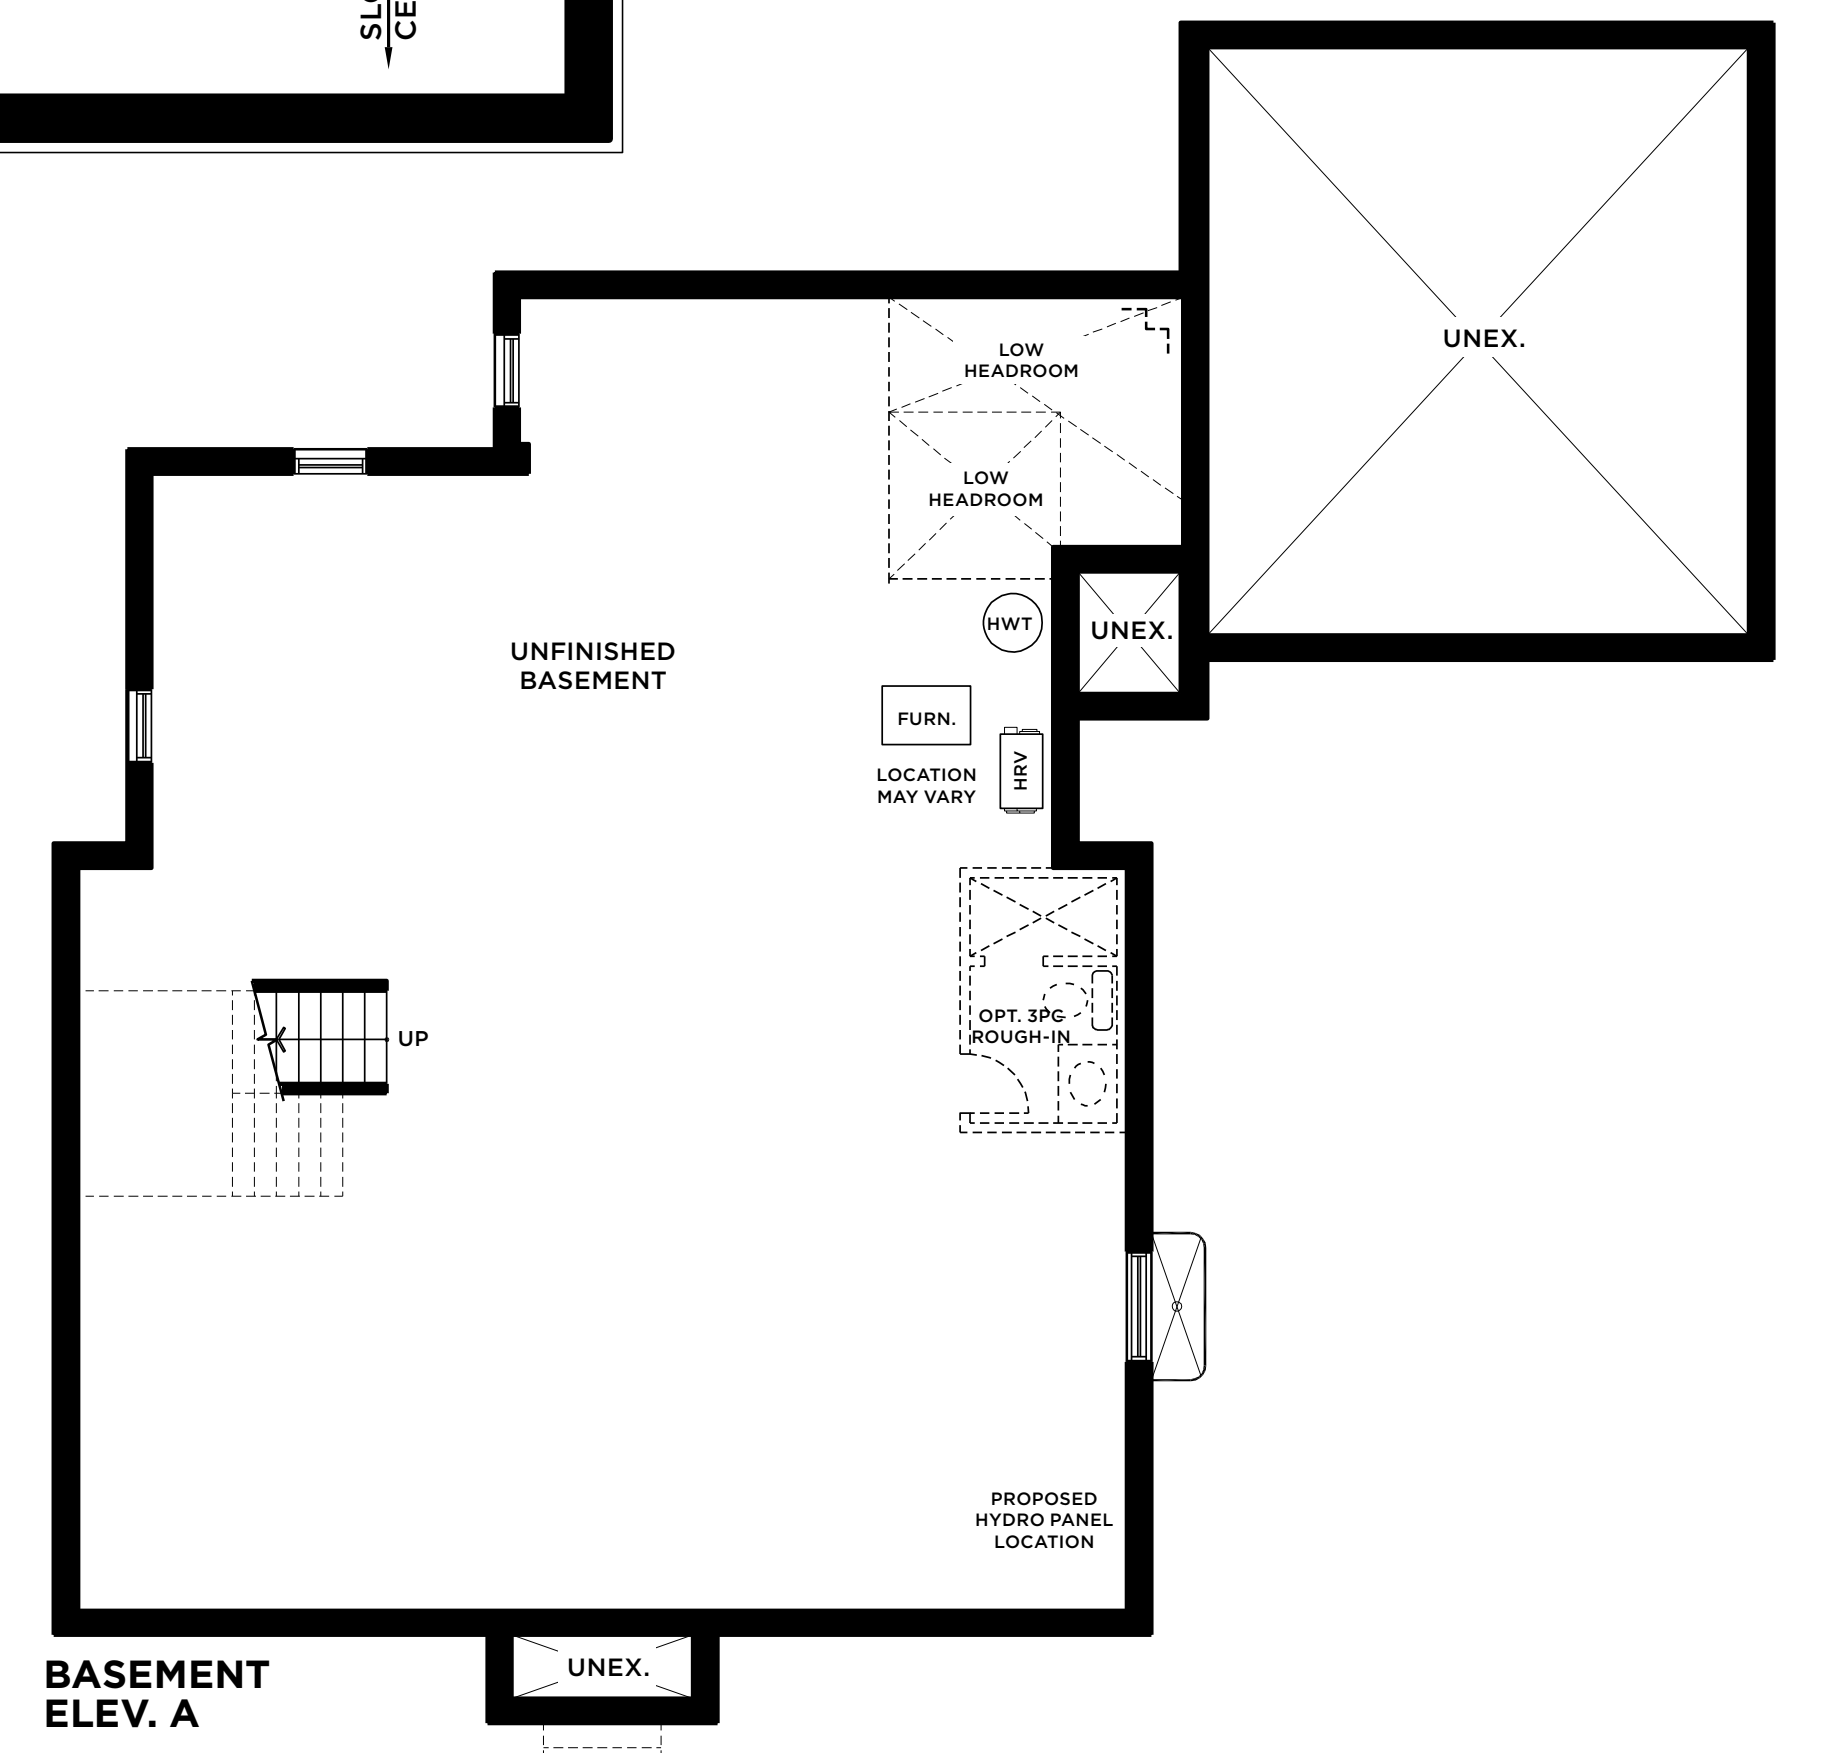 UNEX.
LOW
HEADROOM
LOW
HEADROOM
HWT
UNEX.
UNFINISHED
BASEMENT
FURN.
HRV
LOCATION
MAY VARY
OPT. 3PC
ROUGH-IN
UP
PROPOSED
HYDRO PANEL
LOCATION
UNEX.
BASEMENT
ELEV. A